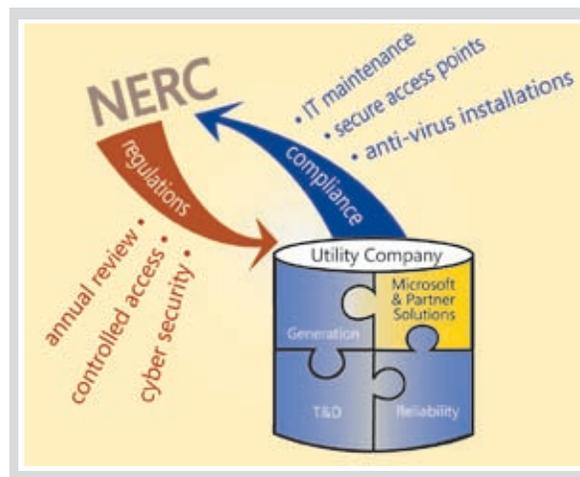 NERC
• IT maintenance
• secure access points
• anti-virus installations
regulations
compliance
annual review •
controlled access •
cyber security •
Utility Company
Generation
Microsoft
& Partner
Solutions
T&D
Reliability